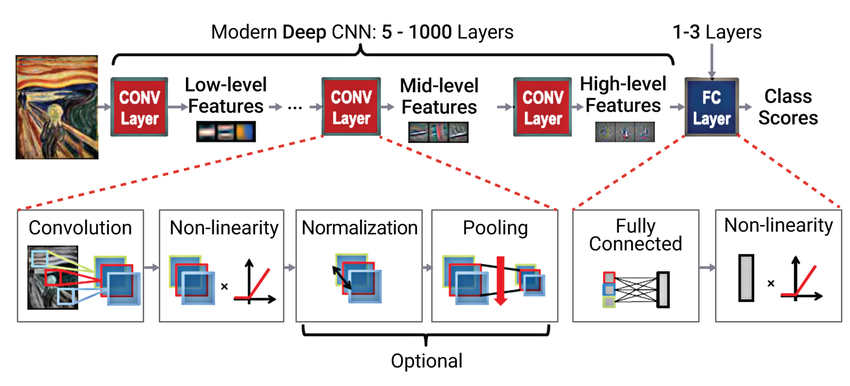 Modern Deep CNN: 5 - 1000 Layers
1-3 Layers
CONV
Layer
Low-level
Features
...
CONV
Layer
Mid-level
Features
CONV
Layer
High-level
Features
FC
Layer
Class
Scores
Convolution
Non-linearity
×
Normalization
Pooling
Fully
Connected
Non-linearity
×
Optional